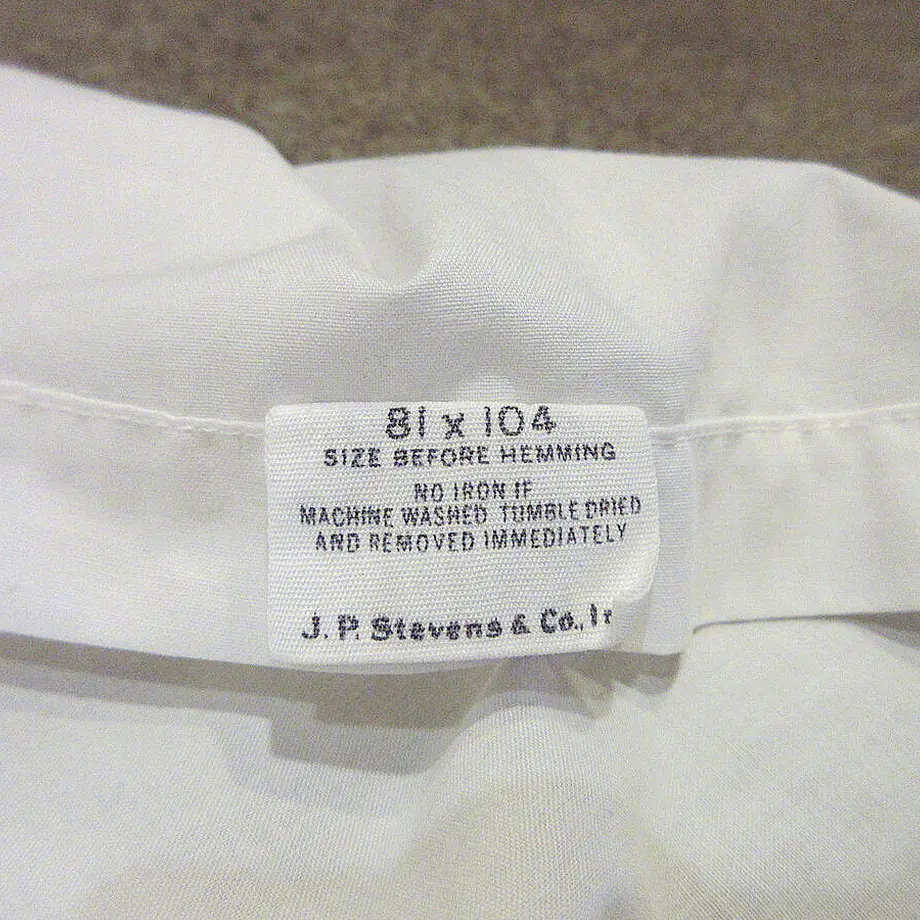 81 x 104
SIZE BEFORE HEMMING
NO IRON IF
MACHINE WASHED TUMBLE DRIED
AND REMOVED IMMEDIATELY
J.P. Stevens & Co.,